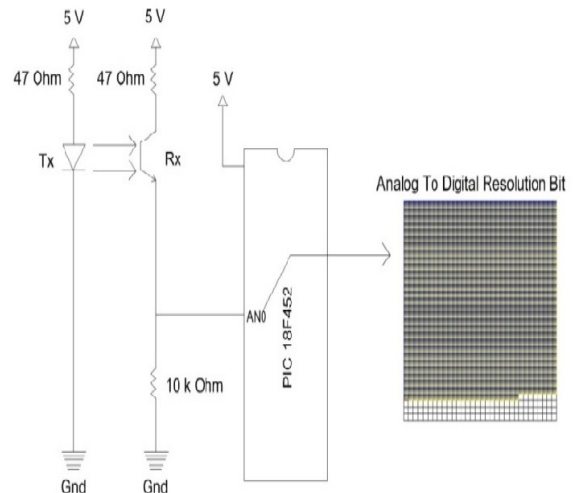 5 V
5 V
47 Ohm
47 Ohm
5 V
Tx
Rx
Analog To Digital Resolution Bit
AN0
PIC 18F452
10 k Ohm
Gnd
Gnd